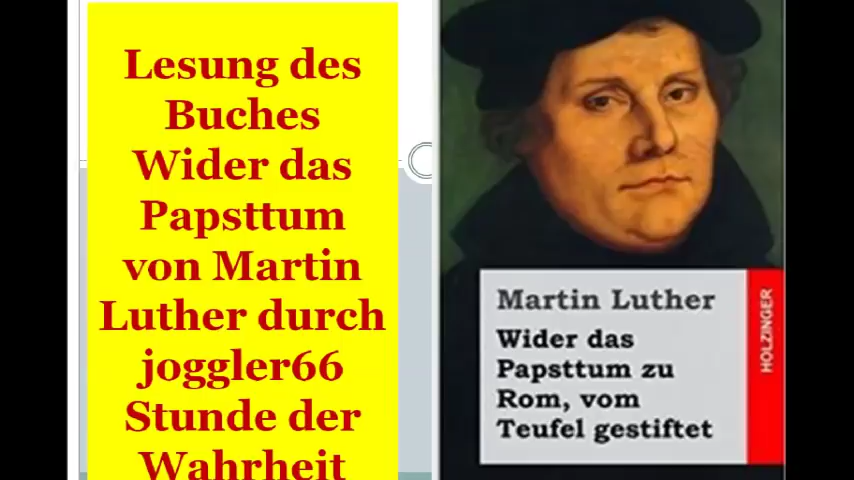 Lesung des
Buches
Wider das
Papsttum
von Martin
Luther durch
joggler66
Stunde der
Wahrheit
Martin Luther
Wider das
Papsttum zu
Rom, vom
Teufel gestiftet
HOLZINGER